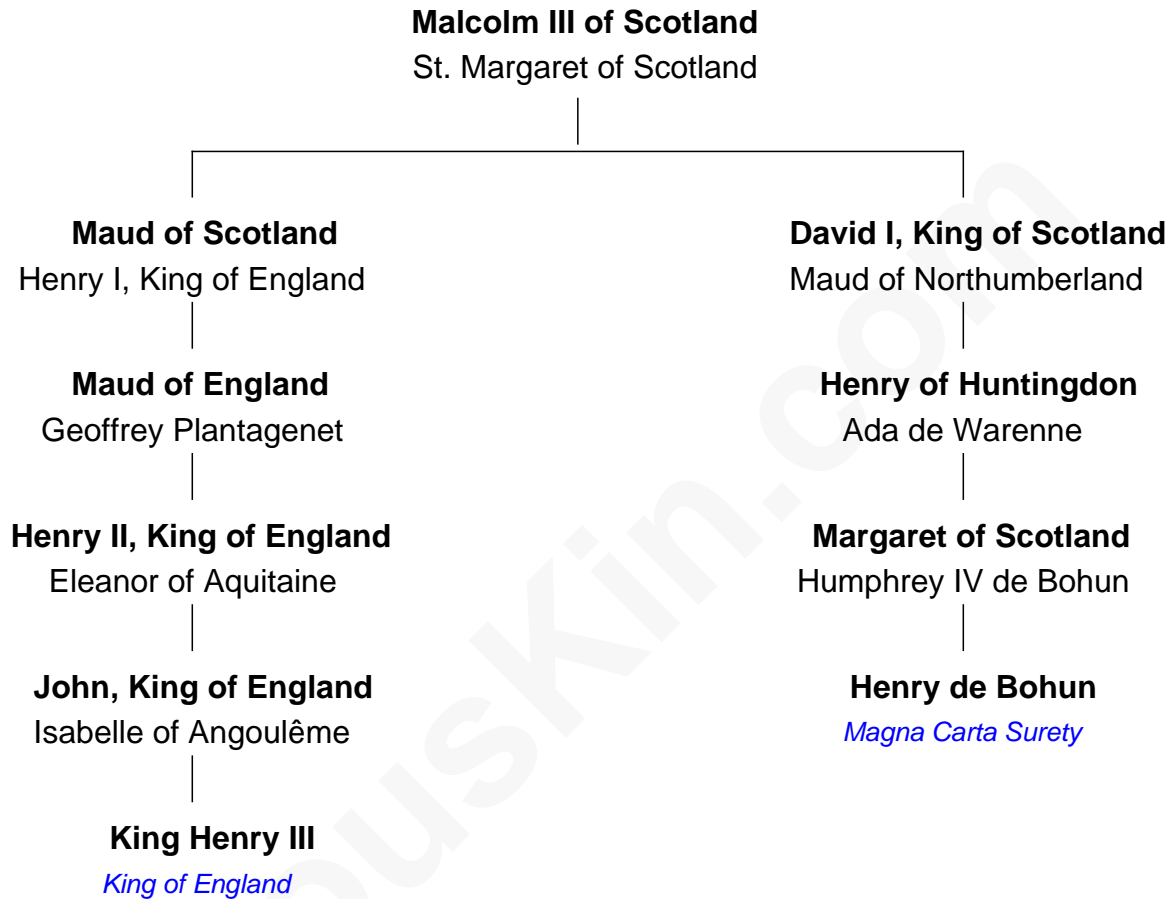 Malcolm III of Scotland
St. Margaret of Scotland
Maud of Scotland
Henry I, King of England
David I, King of Scotland
Maud of Northumberland
Maud of England
Geoffrey Plantagenet
Henry of Huntingdon
Ada de Warenne
Henry II, King of England
Eleanor of Aquitaine
Margaret of Scotland
Humphrey IV de Bohun
John, King of England
Isabelle of Angoulême
Henry de Bohun
Magna Carta Surety
King Henry III
King of England
ousKin.com